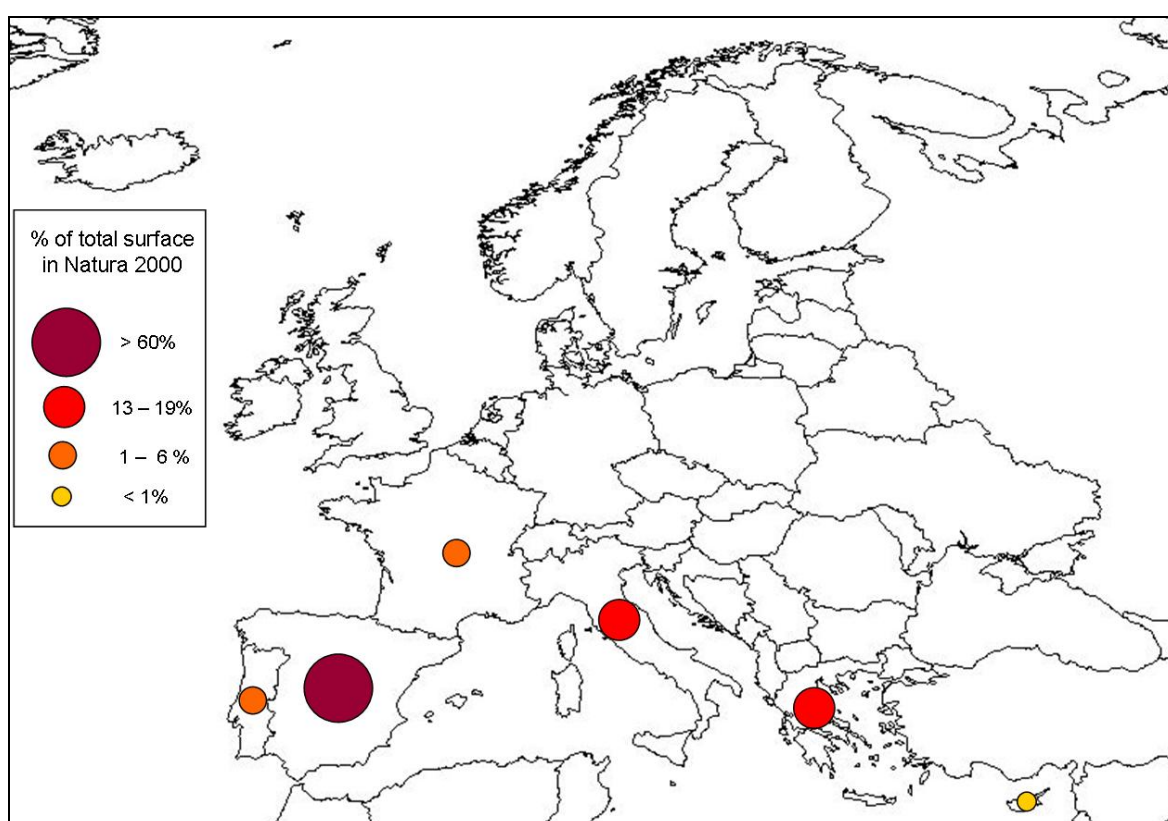 % of total surface
in Natura 2000
> 60%
13 – 19%
1 – 6 %
< 1%